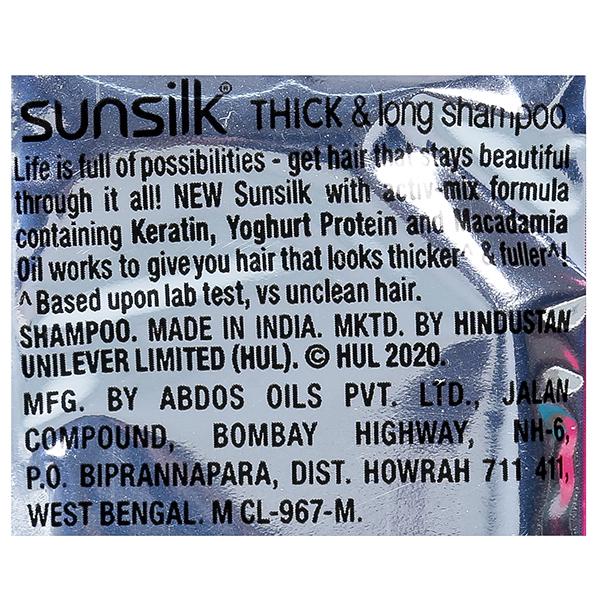 sunsilk® THICK & long shampoo
Life is full of possibilities - get hair that stays beautiful
through it all! NEW Sunsilk with activ-mix formula
containing Keratin, Yoghurt Protein and Macadamia
Oil works to give you hair that looks thicker^ & fuller^!
^ Based upon lab test, vs unclean hair.
SHAMPOO. MADE IN INDIA. MKTD. BY HINDUSTAN
UNILEVER LIMITED (HUL). © HUL 2020.
MFG. BY ABDOS OILS PVT. LTD., JALAN
COMPOUND, BOMBAY HIGHWAY, NH-6,
P.O. BIPRANNAPARA, DIST. HOWRAH 711 411,
WEST BENGAL. M CL-967-M.